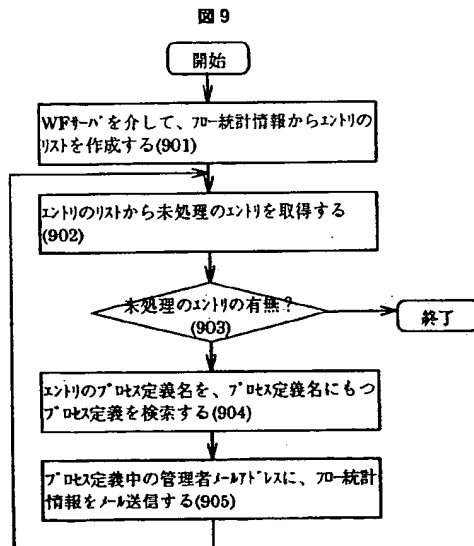 図9
開始
WFサーバを介して、フロー統計情報からエントリの
リストを作成する(901)
エントリのリストから未処理のエントリを取得する
(902)
未処理のエントリの有無?
(903)
終了
エントリのプロセス定義名を、プロセス定義名にもつ
プロセス定義を検索する(904)
プロセス定義中の管理者メールアドレスに、フロー統計
情報をメール送信する(905)